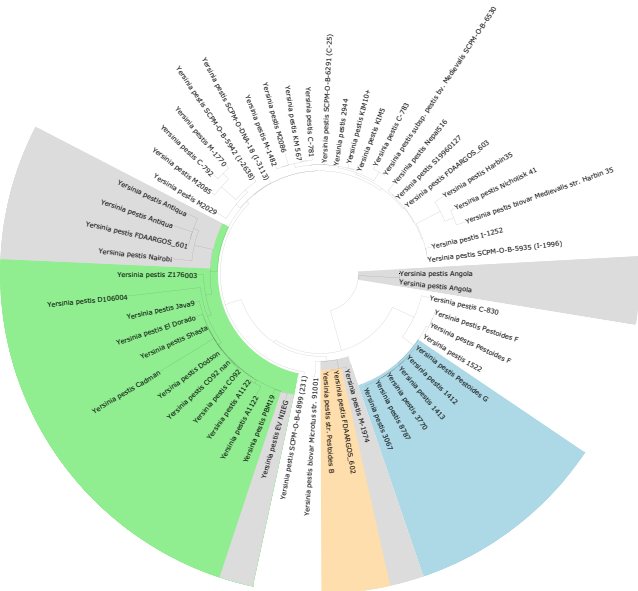 Yersinia pestis SCPM-O-B-6291 (C-25)
Yersinia pestis 2944
Yersinia pestis KIM10+
Yersinia pestis KIM5
Yersinia pestis C-783
Yersinia pestis subsp. pestis bv. Medievalis SCPM-O-B-6530
Yersinia pestis Nepal516
Yersinia pestis S19960127
Yersinia pestis FDAARGOS_603
Yersinia pestis Harbin35
Yersinia pestis Nicholisk 41
Yersinia pestis biovar Medievalis str. Harbin 35
Yersinia pestis I-1252
Yersinia pestis SCPM-O-B-5935 (I-1996)
Yersinia pestis Angola
Yersinia pestis Angola
Yersinia pestis C-830
Yersinia pestis Pestoides F
Yersinia pestis Pestoides F
Yersinia pestis 1522
Yersinia pestis Pestoides G
Yersinia pestis 1412
Yersinia pestis 1413
Yersinia pestis 3770
Yersinia pestis 8787
Yersinia pestis 3067
Yersinia pestis M-1974
Yersinia pestis FDAARGOS_602
Yersinia pestis str. Pestoides B
Yersinia pestis biovar Microtus str. 91001
Yersinia pestis SCPM-O-B-6899 (231)
Yersinia pestis EV NIIEG
Yersinia pestis PBM19
Yersinia pestis A1122
Yersinia pestis A1122
Yersinia pestis CO92
Yersinia pestis CO92 nan
Yersinia pestis Dodson
Yersinia pestis Cadman
Yersinia pestis Shasta
Yersinia pestis El Dorado
Yersinia pestis Java9
Yersinia pestis D106004
Yersinia pestis Z176003
Yersinia pestis Nairobi
Yersinia pestis FDAARGOS_601
Yersinia pestis Antiqua
Yersinia pestis Antiqua
Yersinia pestis M2029
Yersinia pestis M2085
Yersinia pestis C-792
Yersinia pestis M-1770
Yersinia pestis SCPM-O-B-5942 (I-2638)
Yersinia pestis SCPM-O-DNA-18 (I-3113)
Yersinia pestis M-1482
Yersinia pestis M2086
Yersinia pestis KM 567
Yersinia pestis C-781